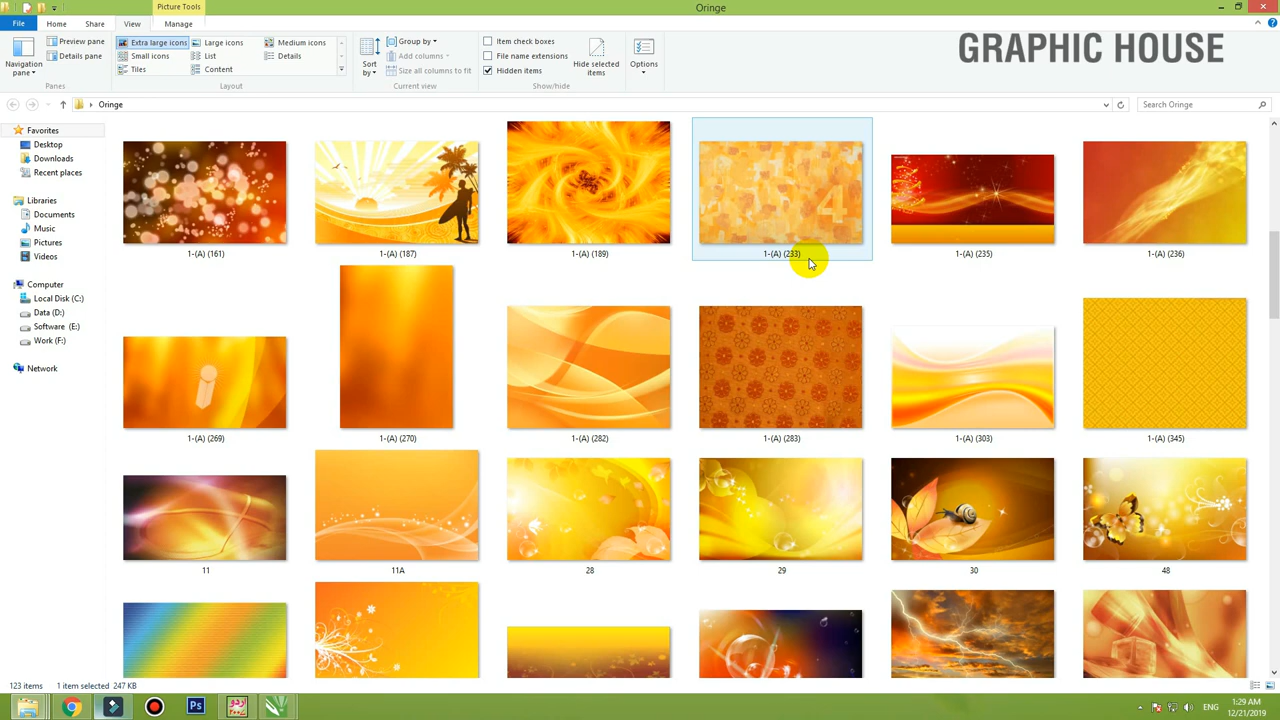 Picture Tools
Oringe
File
Home
Share
View
Manage
Navigation pane
Preview pane
Details pane
Extra large icons
Large icons
Medium icons
Small icons
List
Details
Tiles
Content
Sort by
Group by
Add columns
Size all columns to fit
Item check boxes
File name extensions
Hidden items
Hide selected items
Options
Panes
Layout
Current view
Show/hide
GRAPHIC HOUSE
Oringe
Search Oringe
Favorites
Desktop
Downloads
Recent places
Libraries
Documents
Music
Pictures
Videos
Computer
Local Disk (C:)
Data (D:)
Software (E:)
Work (F:)
Network
4
1-(A) (161)
1-(A) (187)
1-(A) (189)
1-(A) (233)
1-(A) (235)
1-(A) (236)
1-(A) (269)
1-(A) (270)
1-(A) (282)
1-(A) (283)
1-(A) (303)
1-(A) (345)
11
11A
28
29
30
48
123 items
1 item selected 247 KB
Ps
ENG
1:29 AM
12/21/2019